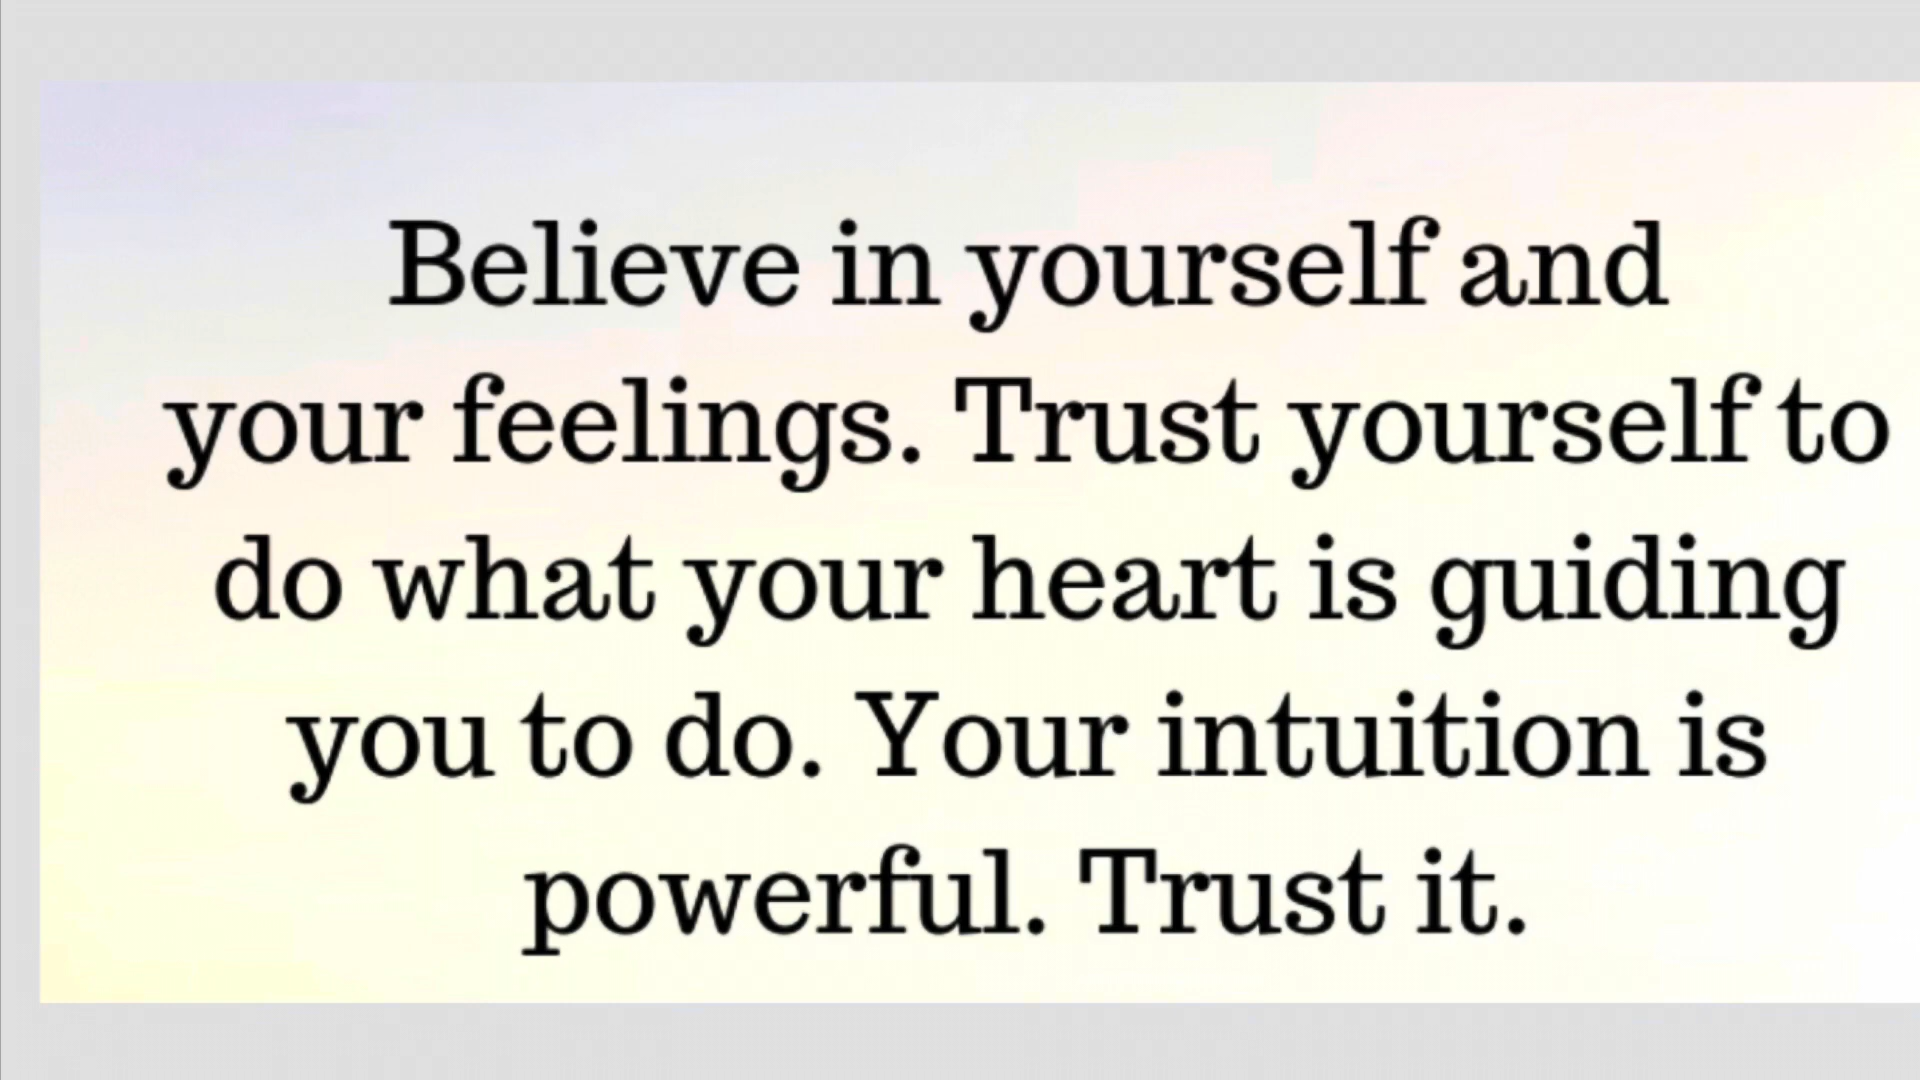 Believe in yourself and
your feelings. Trust yourself to
do what your heart is guiding
you to do. Your intuition is
powerful. Trust it.